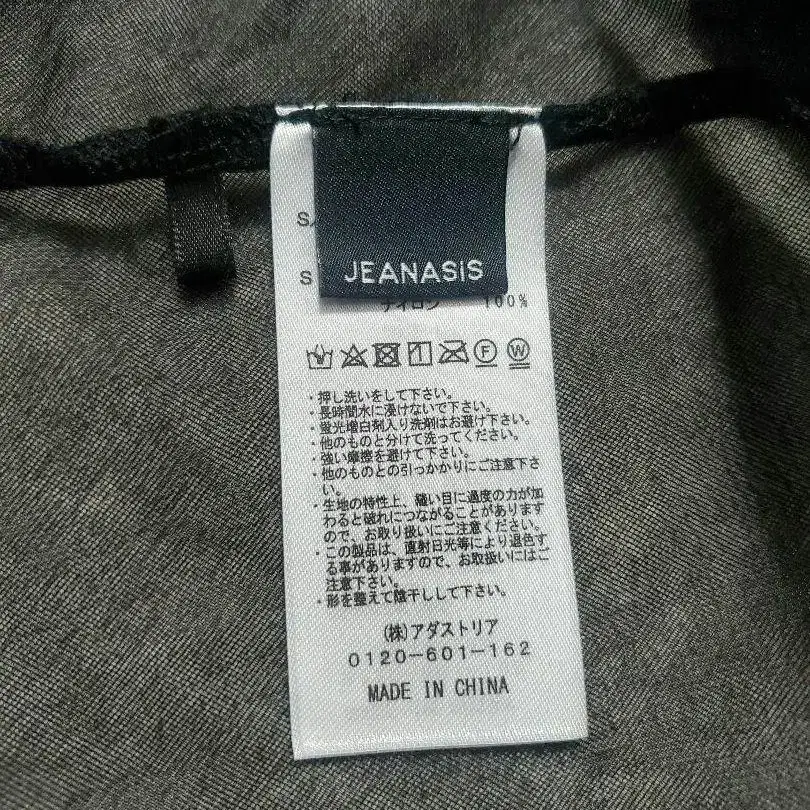 S
JEANASiS
S
ナイロン 100%
・押し洗いをして下さい。
・長時間水に浸けないで下さい。
・蛍光増白剤入り洗剤はお避け下さい。
・他のものと分けて洗ってください。
・強い摩擦を避けて下さい。
・他のものとの引っかかりにご注意下さ
い。
・生地の特性上、縫い目に過度の力が加
わると破れにつながることがあります
ので、お取り扱いにご注意ください。
・この製品は、直射日光等により退色す
る事がありますので、お取扱いにはご
注意下さい。
・形を整えて陰干しして下さい。
(株)アダストリア
0120-601-162
MADE IN CHINA